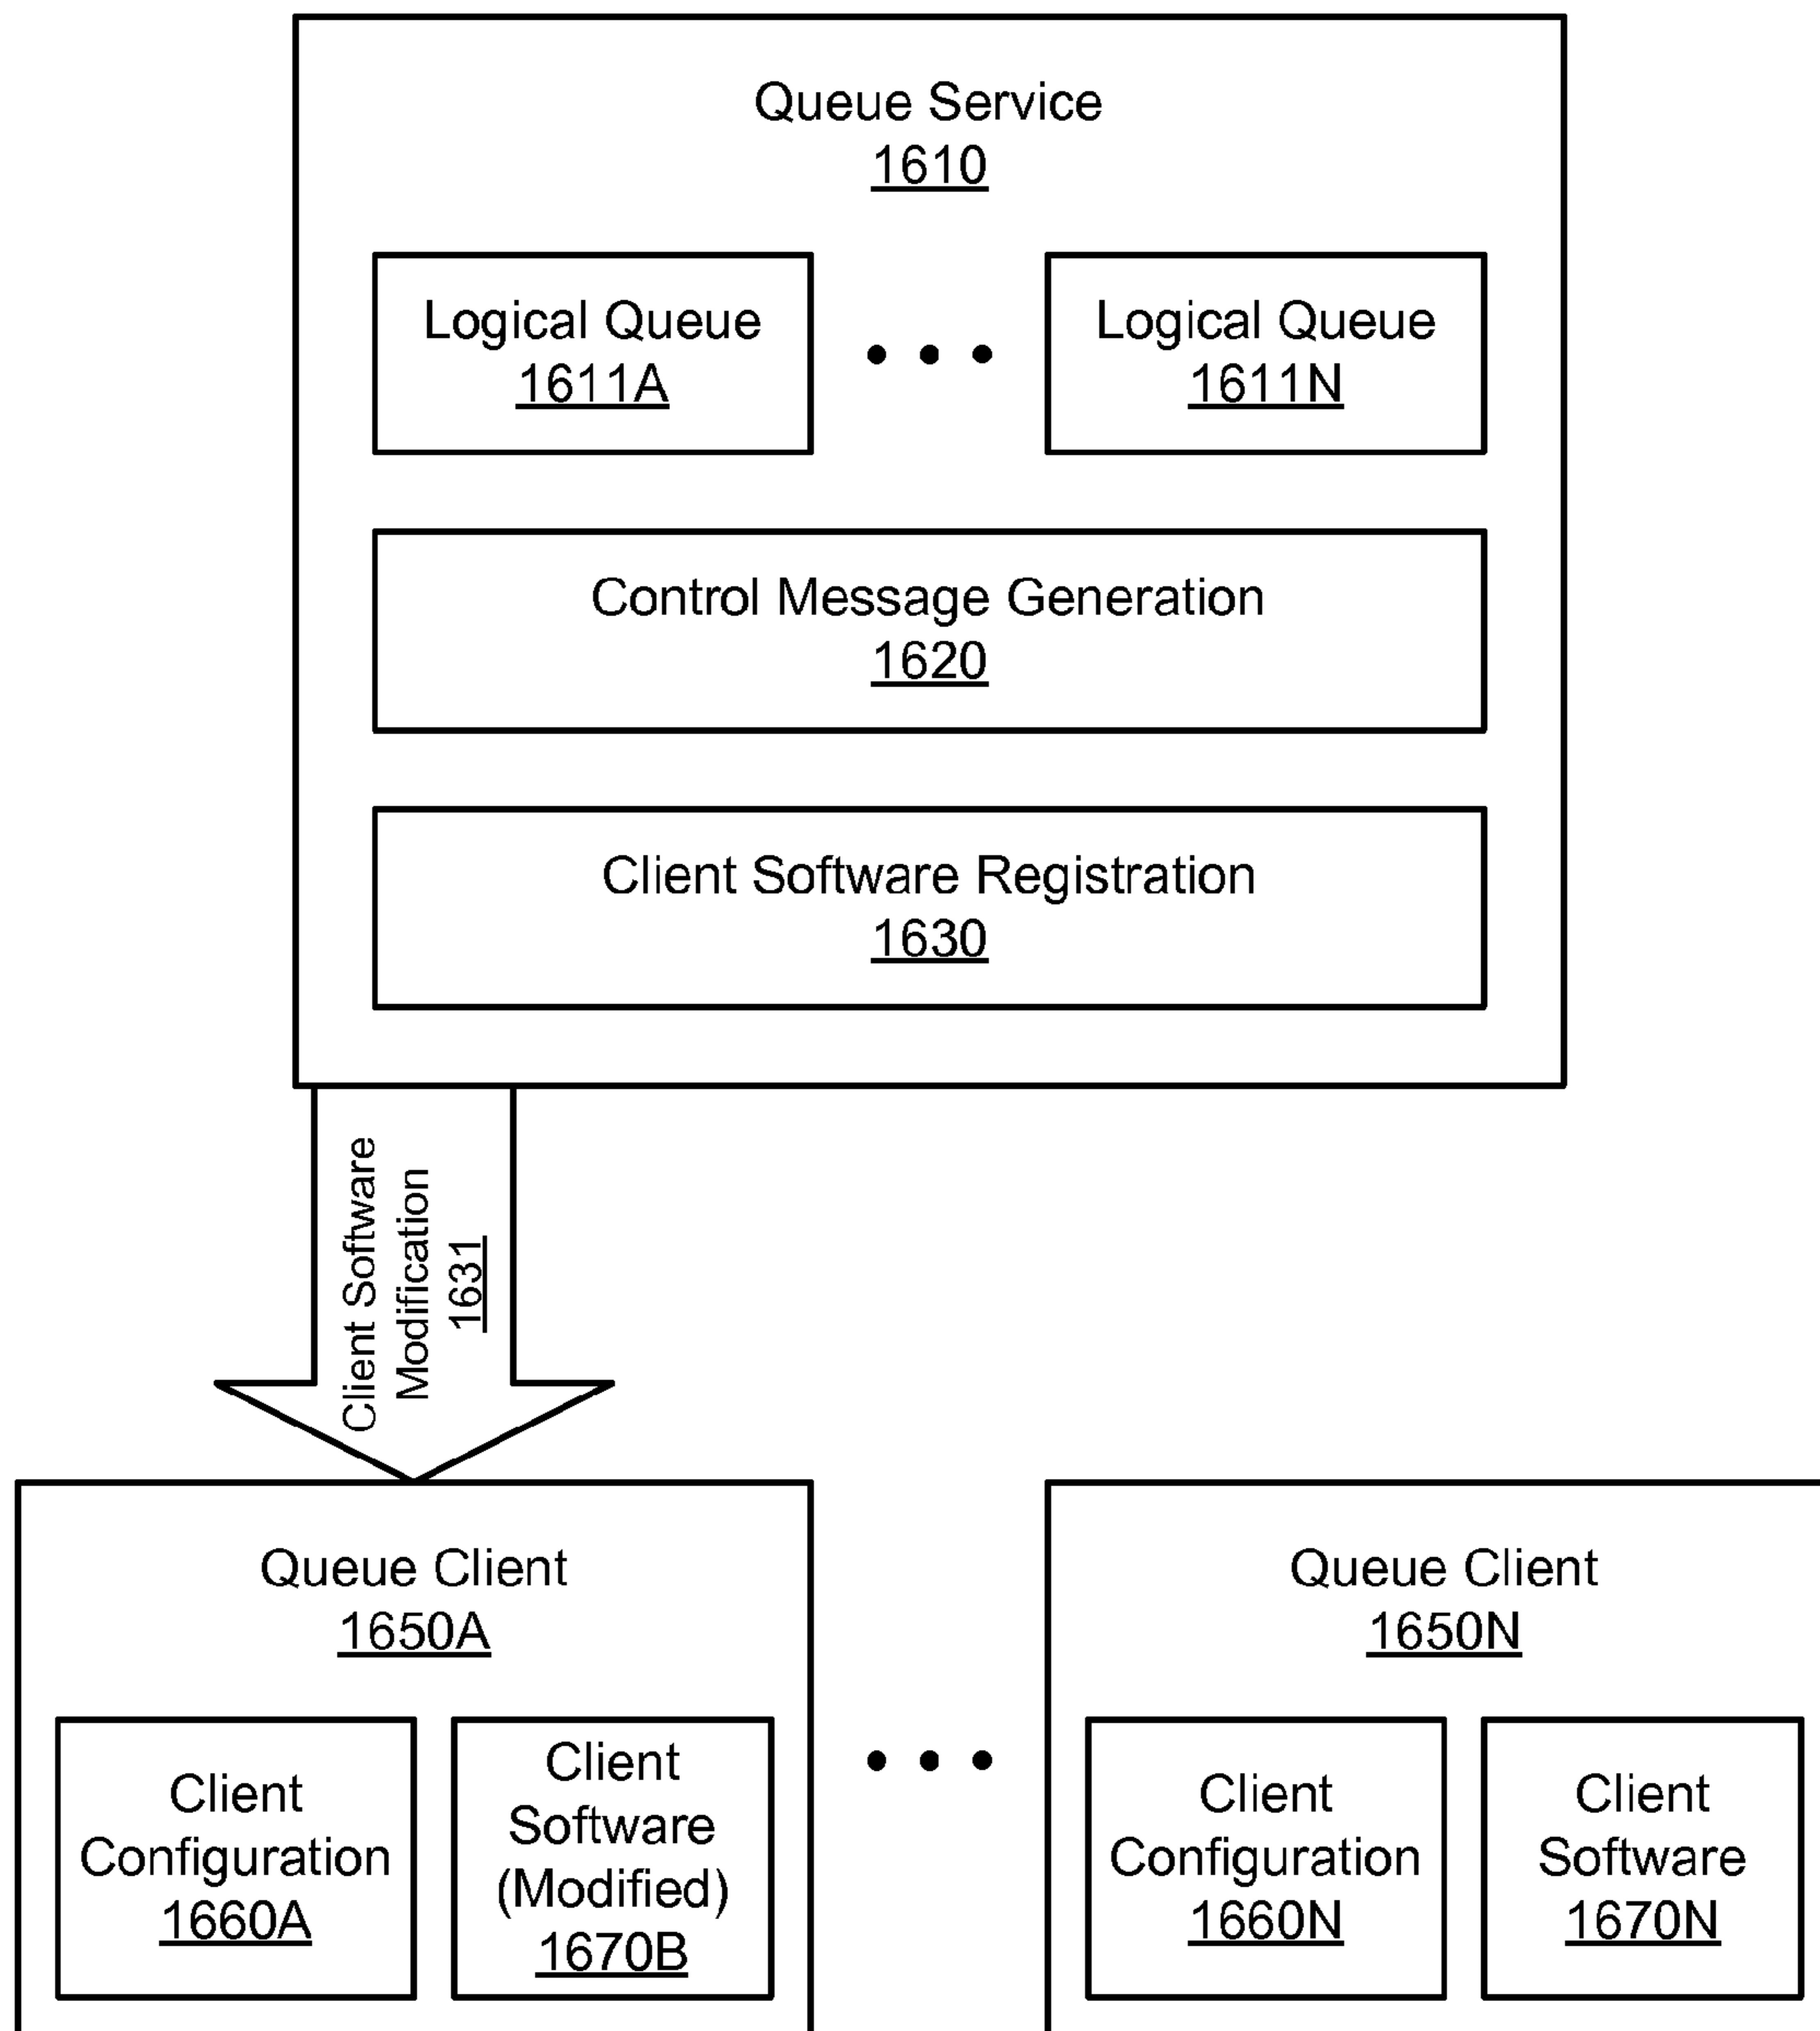 Queue Service
1610
Logical Queue
1611A
Logical Queue
1611N
Control Message Generation
1620
Client Software Registration
1630
Client Software
Modification
1631
Queue Client
1650A
Client
Configuration
1660A
Client
Software
(Modified)
1670B
Queue Client
1650N
Client
Configuration
1660N
Client
Software
1670N